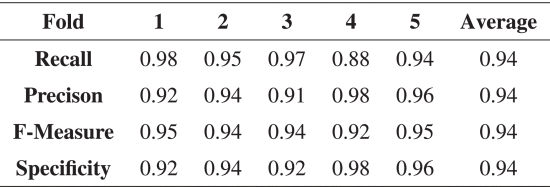 Fold 1 2 3 4 5 Average
Recall 0.98 0.95 0.97 0.88 0.94 0.94
Precison 0.92 0.94 0.91 0.98 0.96 0.94
F-Measure 0.95 0.94 0.94 0.92 0.95 0.94
Specificity 0.92 0.94 0.92 0.98 0.96 0.94